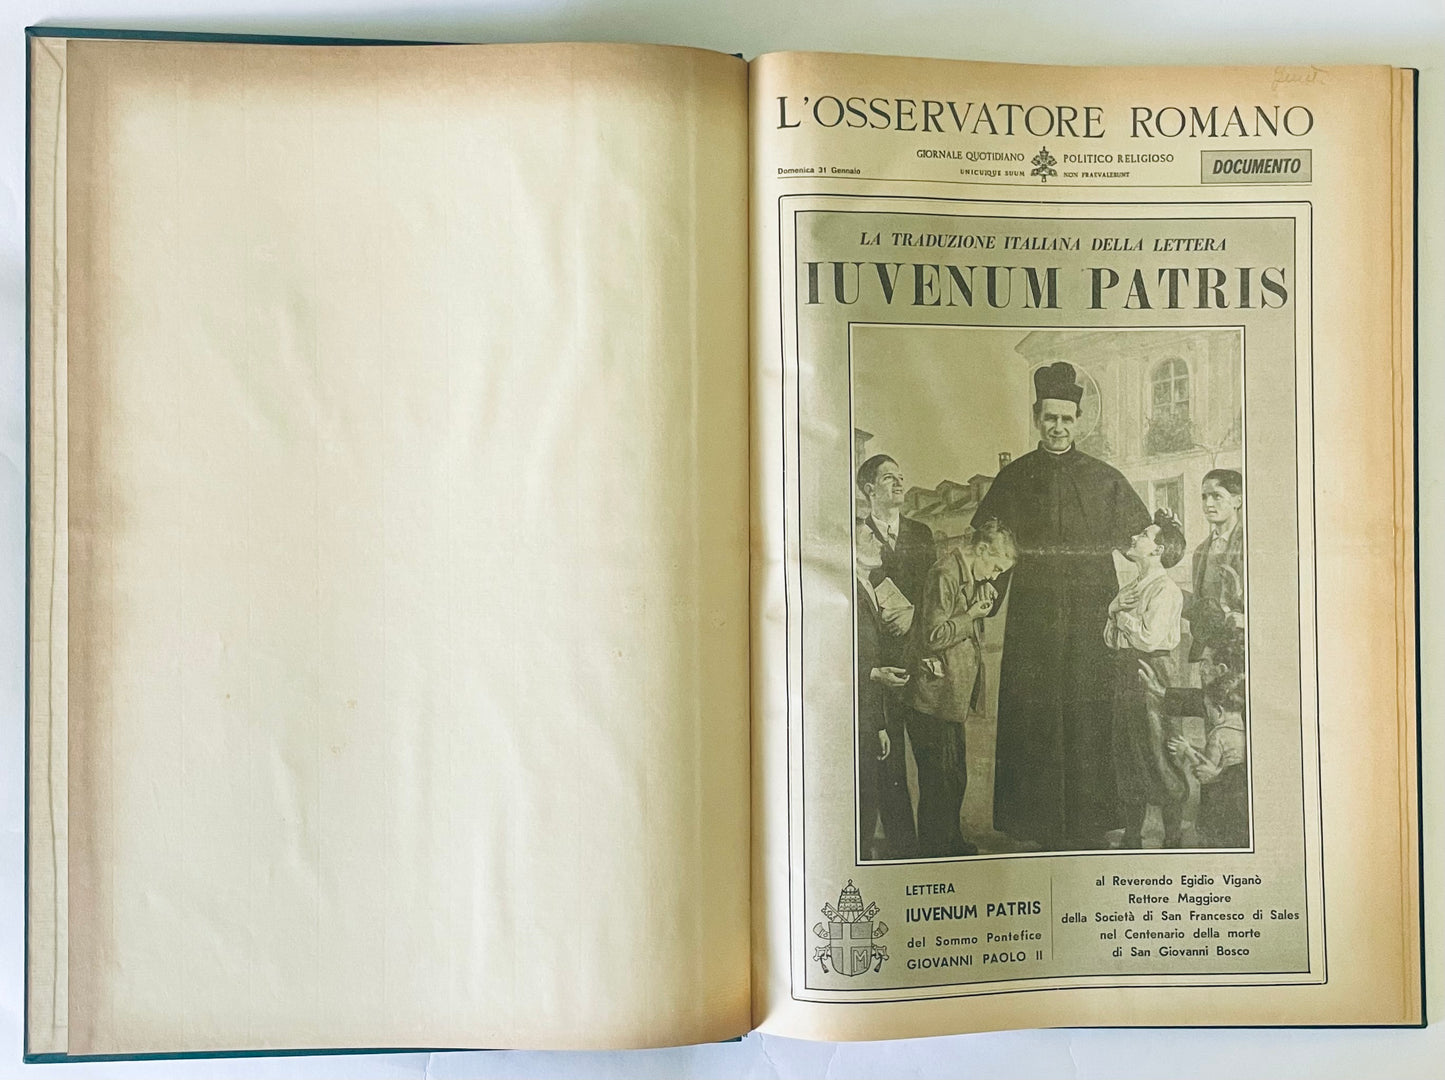 L'OSSERVATORE ROMANO
GIORNALE QUOTIDIANO POLITICO RELIGIOSO
UNICUIQUE SUUM NON PRAEVALEBUNT
Domenica 31 Gennaio
DOCUMENTO
LA TRADUZIONE ITALIANA DELLA LETTERA
IUVENUM PATRIS
LETTERA
IUVENUM PATRIS
del Sommo Pontefice
GIOVANNI PAOLO II
al Reverendo Egidio Viganò
Rettore Maggiore
della Società di San Francesco di Sales
nel Centenario della morte
di San Giovanni Bosco
M